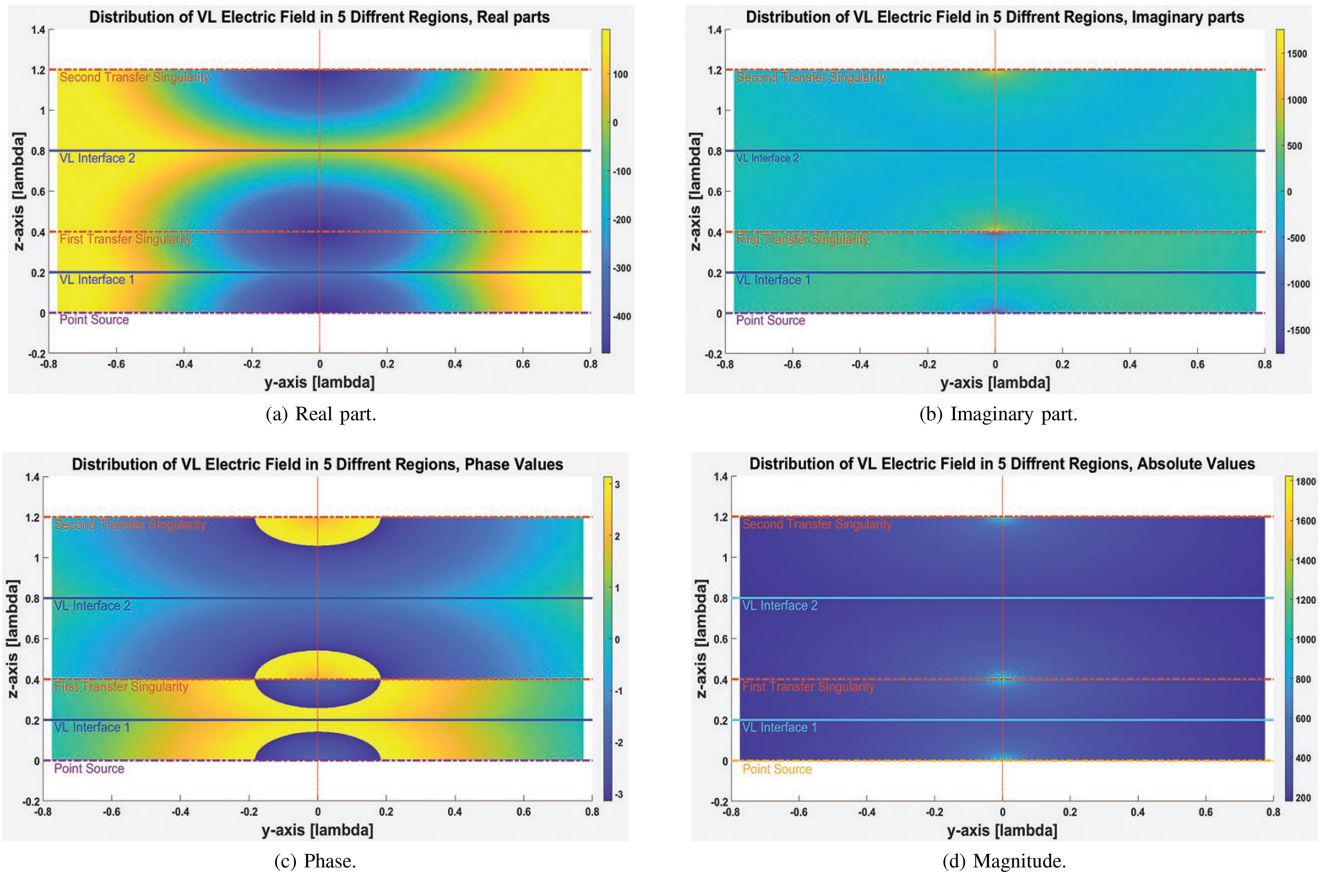 Distribution of VL Electric Field in 5 Diffrent Regions, Real parts
1.4
1.2
1
0.8
0.6
0.4
0.2
0
-0.2
z-axis [lambda]
Second Transfer Singularity
VL Interface 2
First Transfer Singularity
VL Interface 1
Point Source
-0.8 -0.6 -0.4 -0.2 0 0.2 0.4 0.6 0.8
y-axis [lambda]
100
0
-100
-200
-300
-400
(a) Real part.
Distribution of VL Electric Field in 5 Diffrent Regions, Imaginary parts
1.4
1.2
1
0.8
0.6
0.4
0.2
0
-0.2
z-axis [lambda]
Second Transfer Singularity
VL Interface 2
First Transfer Singularity
VL Interface 1
Point Source
-0.8 -0.6 -0.4 -0.2 0 0.2 0.4 0.6 0.8
y-axis [lambda]
1500
1000
500
0
-500
-1000
-1500
(b) Imaginary part.
Distribution of VL Electric Field in 5 Diffrent Regions, Phase Values
1.4
1.2
1
0.8
0.6
0.4
0.2
0
-0.2
z-axis [lambda]
Second Transfer Singularity
VL Interface 2
First Transfer Singularity
VL Interface 1
Point Source
-0.8 -0.6 -0.4 -0.2 0 0.2 0.4 0.6 0.8
y-axis [lambda]
3
2
1
0
-1
-2
-3
(c) Phase.
Distribution of VL Electric Field in 5 Diffrent Regions, Absolute Values
1.4
1.2
1
0.8
0.6
0.4
0.2
0
-0.2
z-axis [lambda]
Second Transfer Singularity
VL Interface 2
First Transfer Singularity
VL Interface 1
Point Source
-0.8 -0.6 -0.4 -0.2 0 0.2 0.4 0.6 0.8
y-axis [lambda]
1800
1600
1400
1200
1000
800
600
400
200
(d) Magnitude.